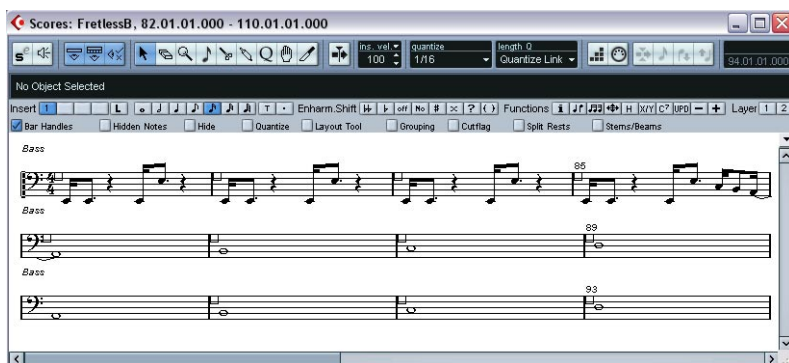 Scores: FretlessB, 82.01.01.000 - 110.01.01.000
ins. vel. quantize length Q
100 1/16 Quantize Link 94.01.01.000
No Object Selected
Insert 1 L T Enharm.Shift off No # × ? ( ) Functions i H X/Y C7 UPD − + Layer 1 2
Bar Handles Hidden Notes Hide Quantize Layout Tool Grouping Cutflag Split Rests Stems/Beams
Bass
85
4
4
Bass
89
Bass
93